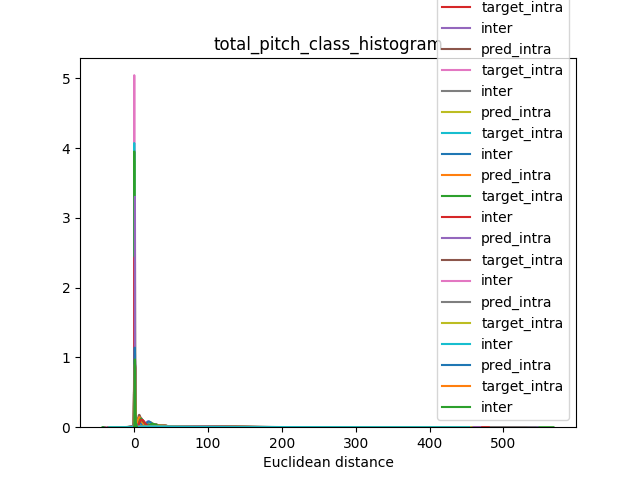 total_pitch_class_histogram
target_intra
inter
pred_intra
target_intra
inter
pred_intra
target_intra
inter
pred_intra
target_intra
inter
pred_intra
target_intra
inter
pred_intra
target_intra
inter
pred_intra
target_intra
inter
5
4
3
2
1
0
0 100 200 300 400 500
Euclidean distance